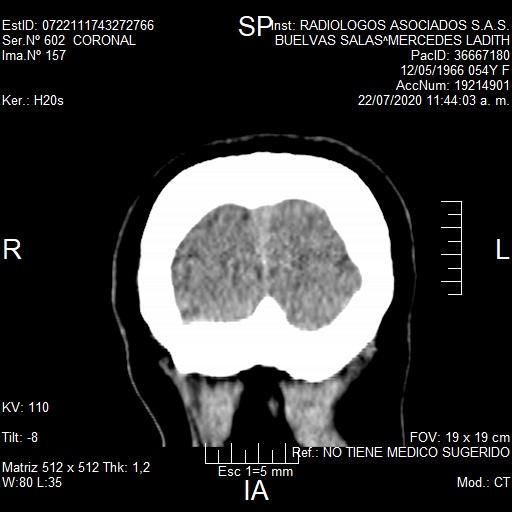 EstID: 0722111743272766
Ser.Nº 602 CORONAL
Ima.Nº 157
Ker.: H20s
SP
Inst: RADIOLOGOS ASOCIADOS S.A.S.
BUELVAS SALAS^MERCEDES LADITH
PacID: 36667180
12/05/1966 054Y F
AccNum: 19214901
22/07/2020 11:44:03 a. m.
R
L
KV: 110
Tilt: -8
Matriz 512 x 512 Thk: 1,2
W:80 L:35
Esc 1=5 mm
IA
FOV: 19 x 19 cm
Ref.: NO TIENE MEDICO SUGERIDO
Mod.: CT